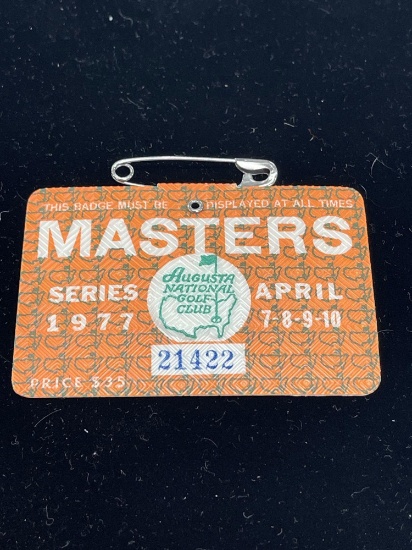 THIS BADGE MUST BE DISPLAYED AT ALL TIMES
MASTERS
SERIES
1977
AUGUSTA
NATIONAL
GOLF
CLUB
APRIL
7-8-9-10
21422
PRICE $35